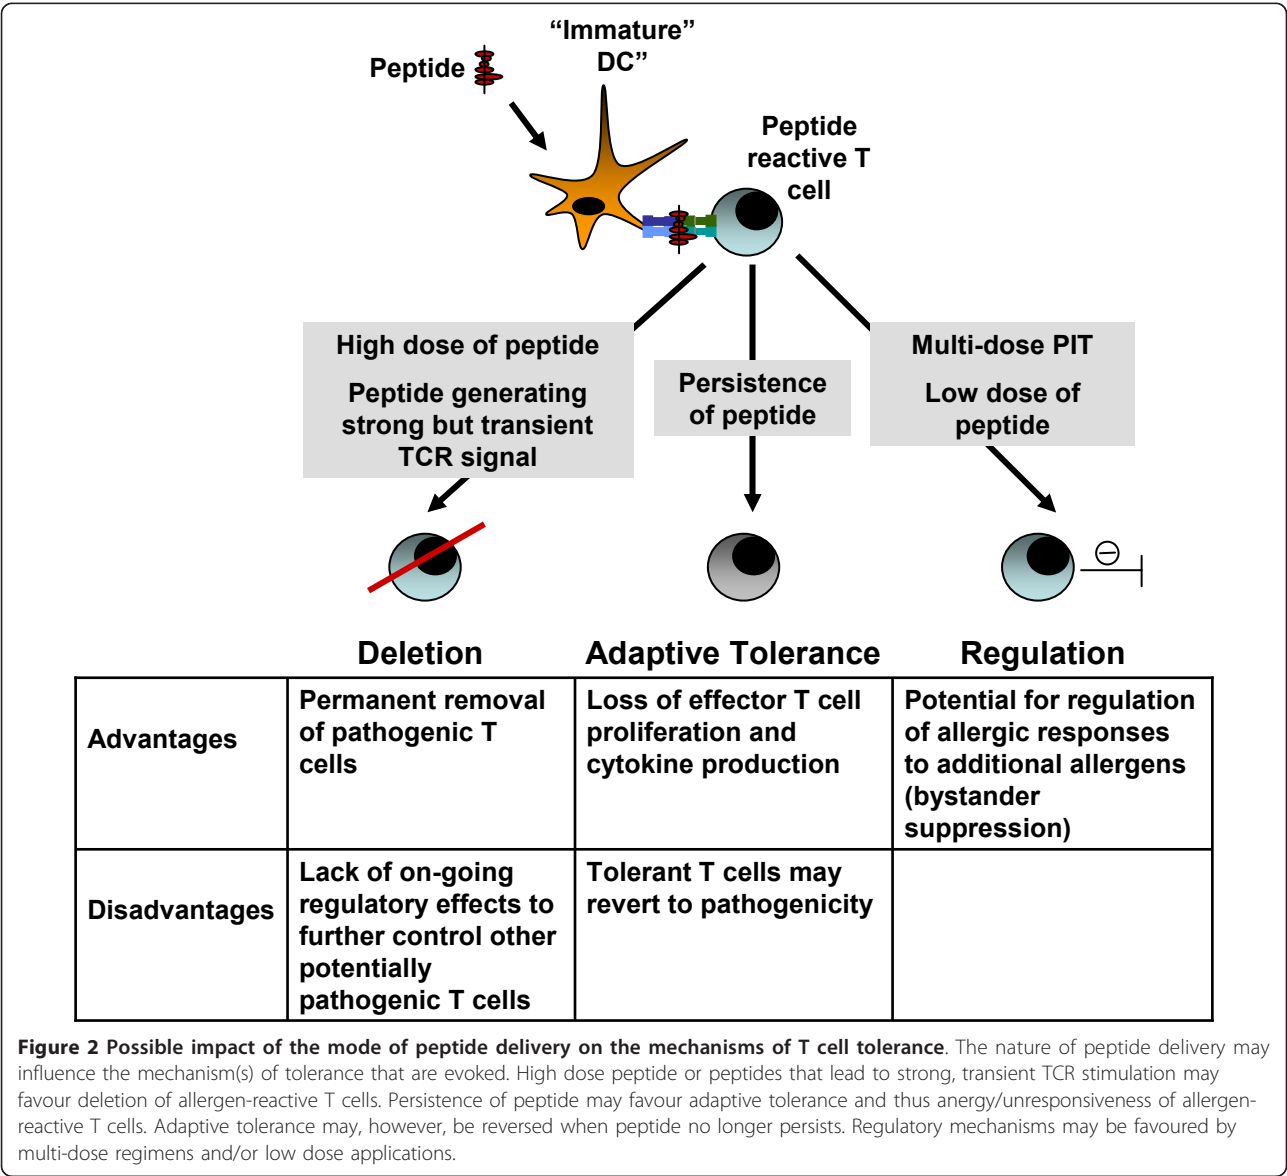 “Immature”
DC”
Peptide
Peptide
reactive T
cell
High dose of peptide
Peptide generating
strong but transient
TCR signal
Persistence
of peptide
Multi-dose PIT
Low dose of
peptide
Deletion
Adaptive Tolerance
Regulation
Advantages
Permanent removal
of pathogenic T
cells
Loss of effector T cell
proliferation and
cytokine production
Potential for regulation
of allergic responses
to additional allergens
(bystander
suppression)
Disadvantages
Lack of on-going
regulatory effects to
further control other
potentially
pathogenic T cells
Tolerant T cells may
revert to pathogenicity
Figure 2 Possible impact of the mode of peptide delivery on the mechanisms of T cell tolerance. The nature of peptide delivery may
influence the mechanism(s) of tolerance that are evoked. High dose peptide or peptides that lead to strong, transient TCR stimulation may
favour deletion of allergen-reactive T cells. Persistence of peptide may favour adaptive tolerance and thus anergy/unresponsiveness of allergen-
reactive T cells. Adaptive tolerance may, however, be reversed when peptide no longer persists. Regulatory mechanisms may be favoured by
multi-dose regimens and/or low dose applications.